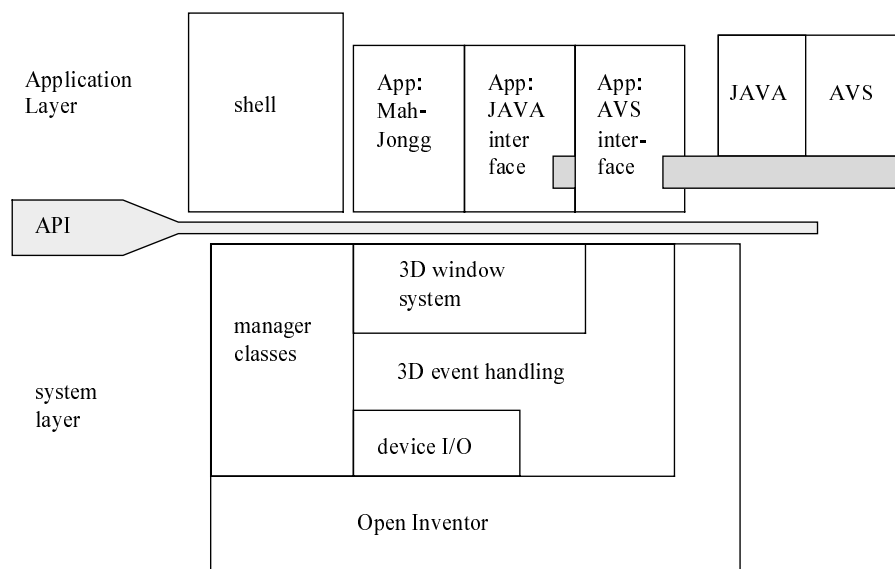 Application
Layer
shell
App:
Mah-
Jongg
App:
JAVA
inter
face
App:
AVS
inter-
face
JAVA
AVS
API
system
layer
manager
classes
3D window
system
3D event handling
device I/O
Open Inventor